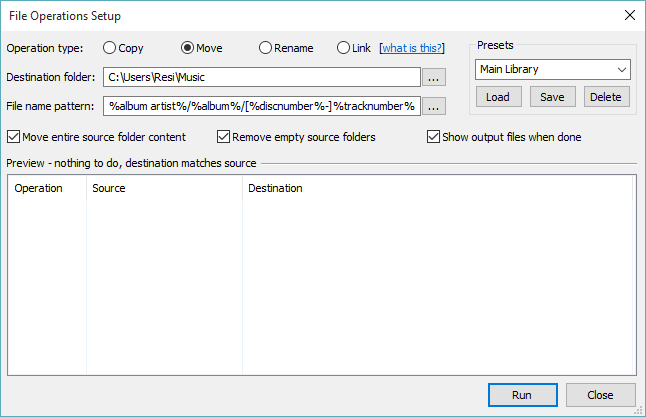 File Operations Setup
Operation type: Copy Move Rename Link [what is this?]
Presets
Main Library
Destination folder: C:\Users\Resi\Music ...
Load Save Delete
File name pattern: %album artist%/%album%/[%discnumber%-]%tracknumber% ...
Move entire source folder content Remove empty source folders Show output files when done
Preview - nothing to do, destination matches source
Operation Source Destination
Run Close